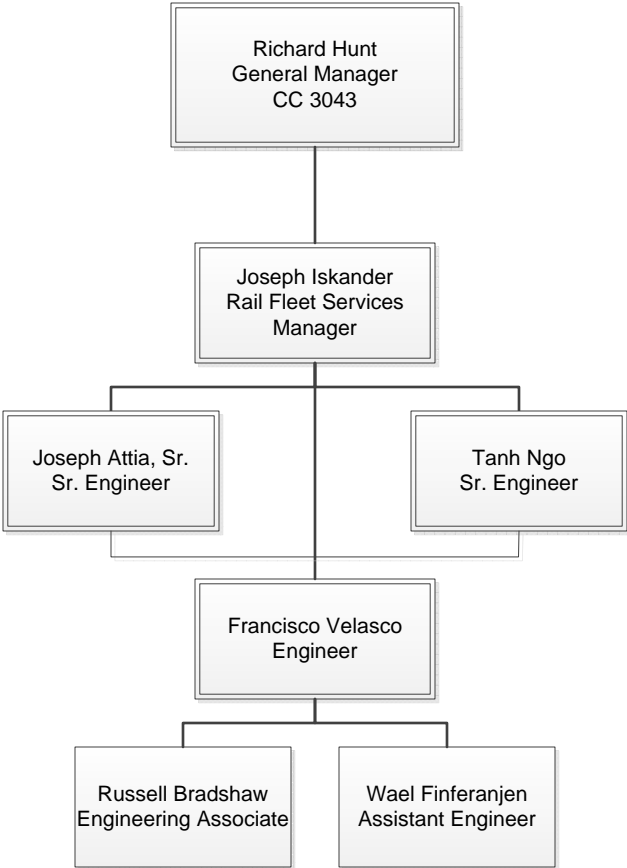 Richard Hunt
General Manager
CC 3043
Joseph Iskander
Rail Fleet Services
Manager
Joseph Attia, Sr.
Sr. Engineer
Tanh Ngo
Sr. Engineer
Francisco Velasco
Engineer
Russell Bradshaw
Engineering Associate
Wael Finferanjen
Assistant Engineer